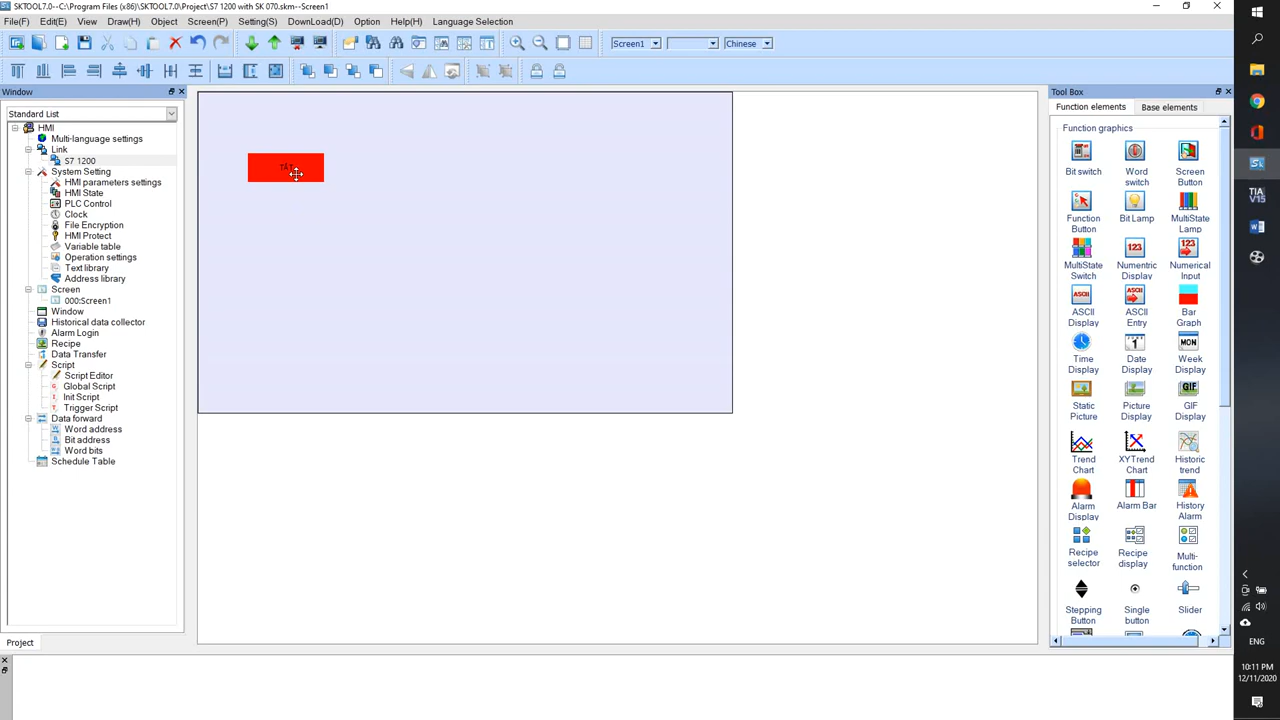 SKTOOL7.0--C:\Program Files (x86)\SKTOOL7.0\Project\S7 1200 with SK 070.skm--Screen1
File(F) Edit(E) View Draw(H) Object Screen(P) Setting(S) DownLoad(D) Option Help(H) Language Selection
Screen1 Chinese
Window
Standard List
HMI
Multi-language settings
Link
S7 1200
System Setting
HMI parameters settings
HMI State
PLC Control
Clock
File Encryption
HMI Protect
Variable table
Operation settings
Text library
Address library
Screen
000:Screen1
Window
Historical data collector
Alarm Login
Recipe
Data Transfer
Script
Script Editor
Global Script
Init Script
Trigger Script
Data forward
Word address
Bit address
Word bits
Schedule Table
Project
TẮT
Tool Box
Function elements Base elements
Function graphics
Bit switch Word switch Screen Button
Function Button Bit Lamp MultiState Lamp
MultiState Switch Numentric Display Numerical Input
ASCII Display ASCII Entry Bar Graph
Time Display Date Display Week Display
Static Picture Picture Display GIF Display
Trend Chart XYTrend Chart Historic trend
Alarm Display Alarm Bar History Alarm
Recipe selector Recipe display Multi-function
Stepping Button Single button Slider
TIA
V15
ENG
10:11 PM
12/11/2020